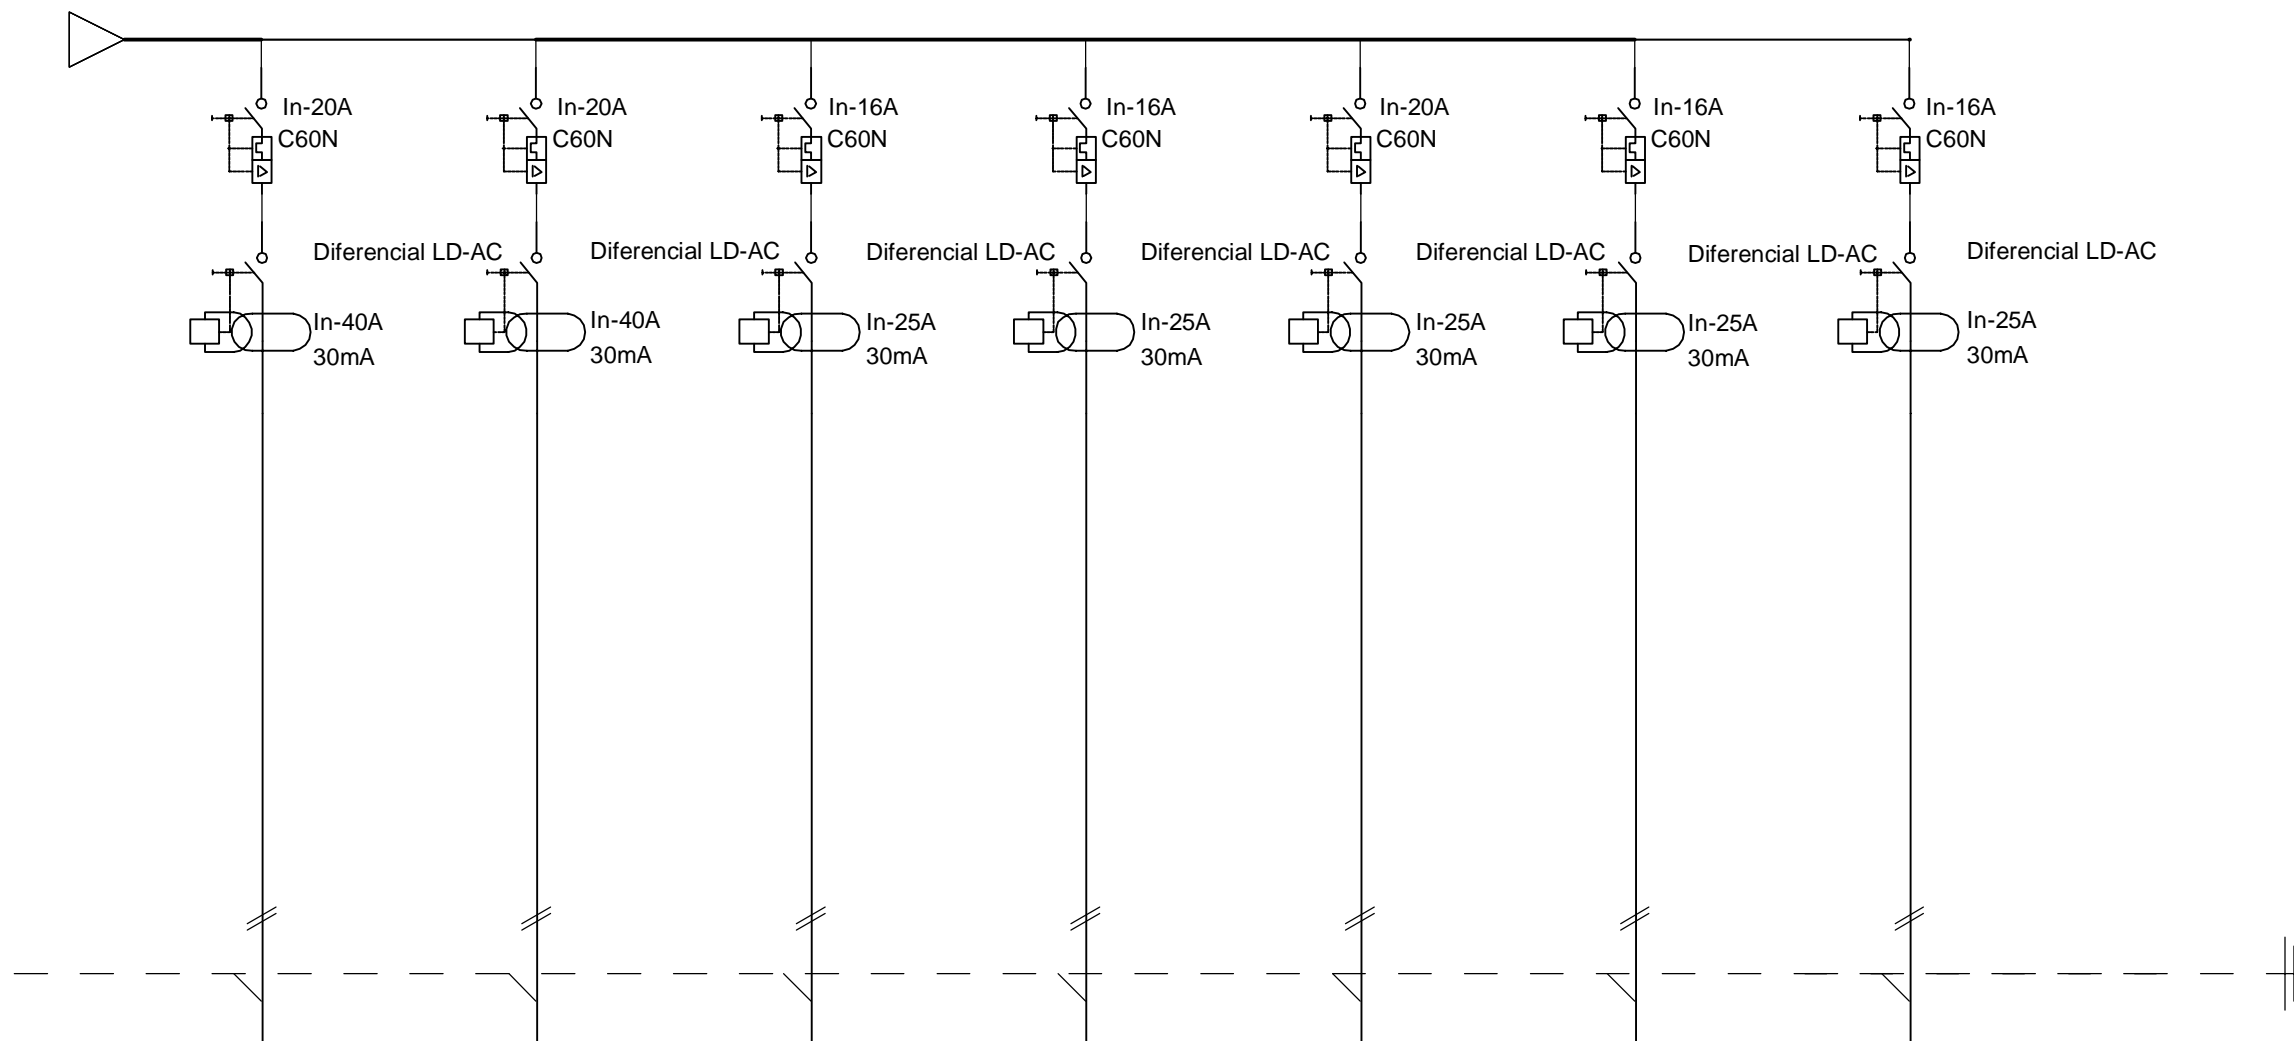 In-20A
C60N
In-20A
C60N
In-16A
C60N
In-16A
C60N
In-20A
C60N
In-16A
C60N
In-16A
C60N
Diferencial LD-AC
In-40A
30mA
Diferencial LD-AC
In-40A
30mA
Diferencial LD-AC
In-25A
30mA
Diferencial LD-AC
In-25A
30mA
Diferencial LD-AC
In-25A
30mA
Diferencial LD-AC
In-25A
30mA
Diferencial LD-AC
In-25A
30mA